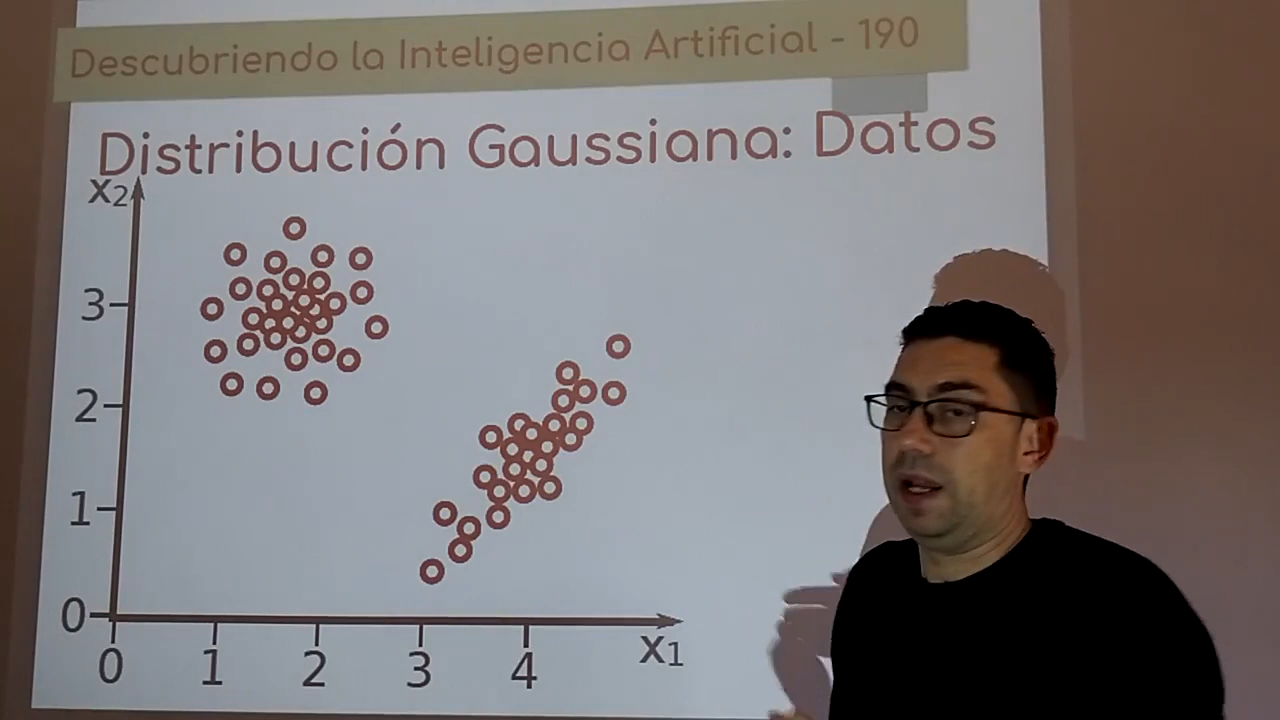 Descubriendo la Inteligencia Artificial - 190
Distribución Gaussiana: Datos
x2
3
2
1
0
0 1 2 3 4
x1